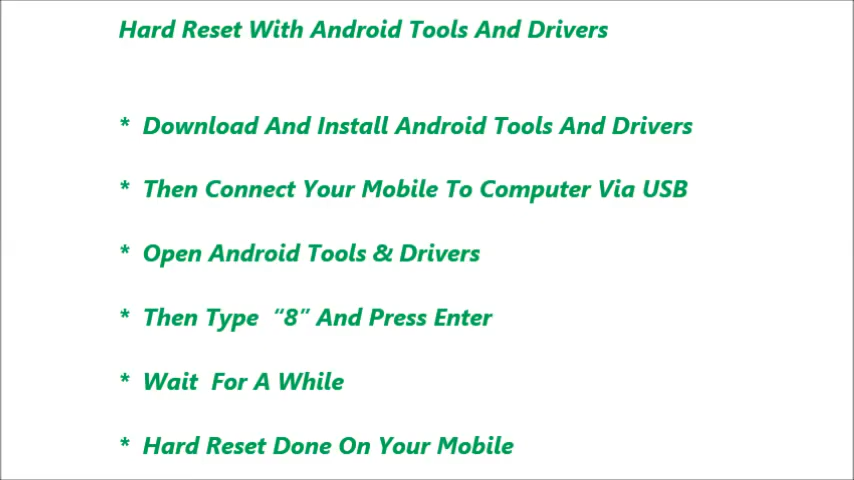 Hard Reset With Android Tools And Drivers
* Download And Install Android Tools And Drivers
* Then Connect Your Mobile To Computer Via USB
* Open Android Tools & Drivers
* Then Type “8” And Press Enter
* Wait For A While
* Hard Reset Done On Your Mobile